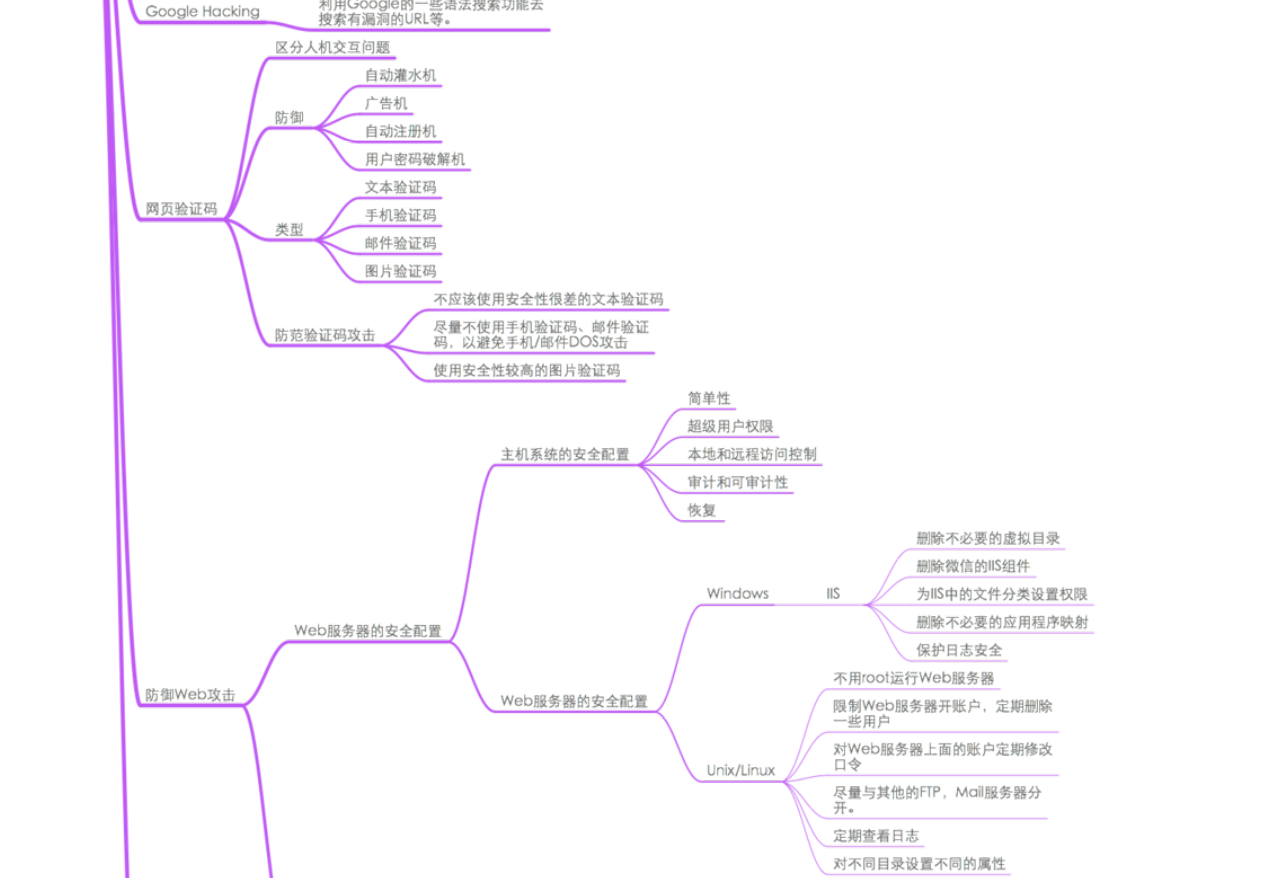 利用Google的一些语法搜索功能去
搜索有漏洞的URL等。
Google Hacking
区分人机交互问题
自动灌水机
广告机
防御
自动注册机
用户密码破解机
文本验证码
网页验证码
手机验证码
类型
邮件验证码
图片验证码
不应该使用安全性很差的文本验证码
尽量不使用手机验证码、邮件验证
码，以避免手机/邮件DOS攻击
防范验证码攻击
使用安全性较高的图片验证码
简单性
超级用户权限
主机系统的安全配置
本地和远程访问控制
审计和可审计性
恢复
删除不必要的虚拟目录
删除微信的IIS组件
Windows
IIS
为IIS中的文件分类设置权限
删除不必要的应用程序映射
Web服务器的安全配置
保护日志安全
不用root运行Web服务器
防御Web攻击
Web服务器的安全配置
限制Web服务器开账户，定期删除
一些用户
对Web服务器上面的账户定期修改
口令
Unix/Linux
尽量与其他的FTP，Mail服务器分
开。
定期查看日志
对不同目录设置不同的属性